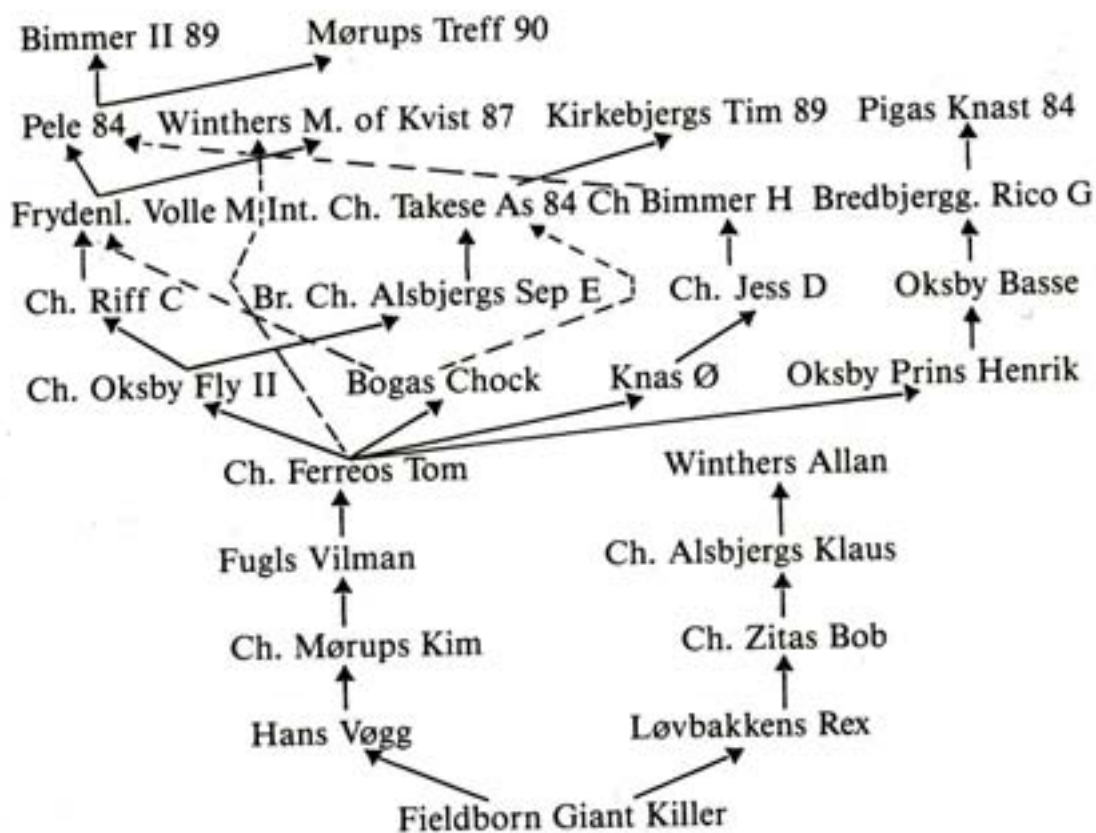 Bimmer II 89 Mørups Treff 90
Pele 84 Winthers M. of Kvist 87 Kirkebjergs Tim 89 Pigas Knast 84
Frydenl. Volle M Int. Ch. Takese As 84 Ch Bimmer H Bredbjergg. Rico G
Ch. Riff C Br. Ch. Alsbjergs Sep E Ch. Jess D Oksby Basse
Ch. Oksby Fly II Bogas Chock Knas Ø Oksby Prins Henrik
Ch. Ferreos Tom Winthers Allan
Fugls Vilman Ch. Alsbjergs Klaus
Ch. Mørups Kim Ch. Zitas Bob
Hans Vøgg Løvbakkens Rex
Fieldborn Giant Killer